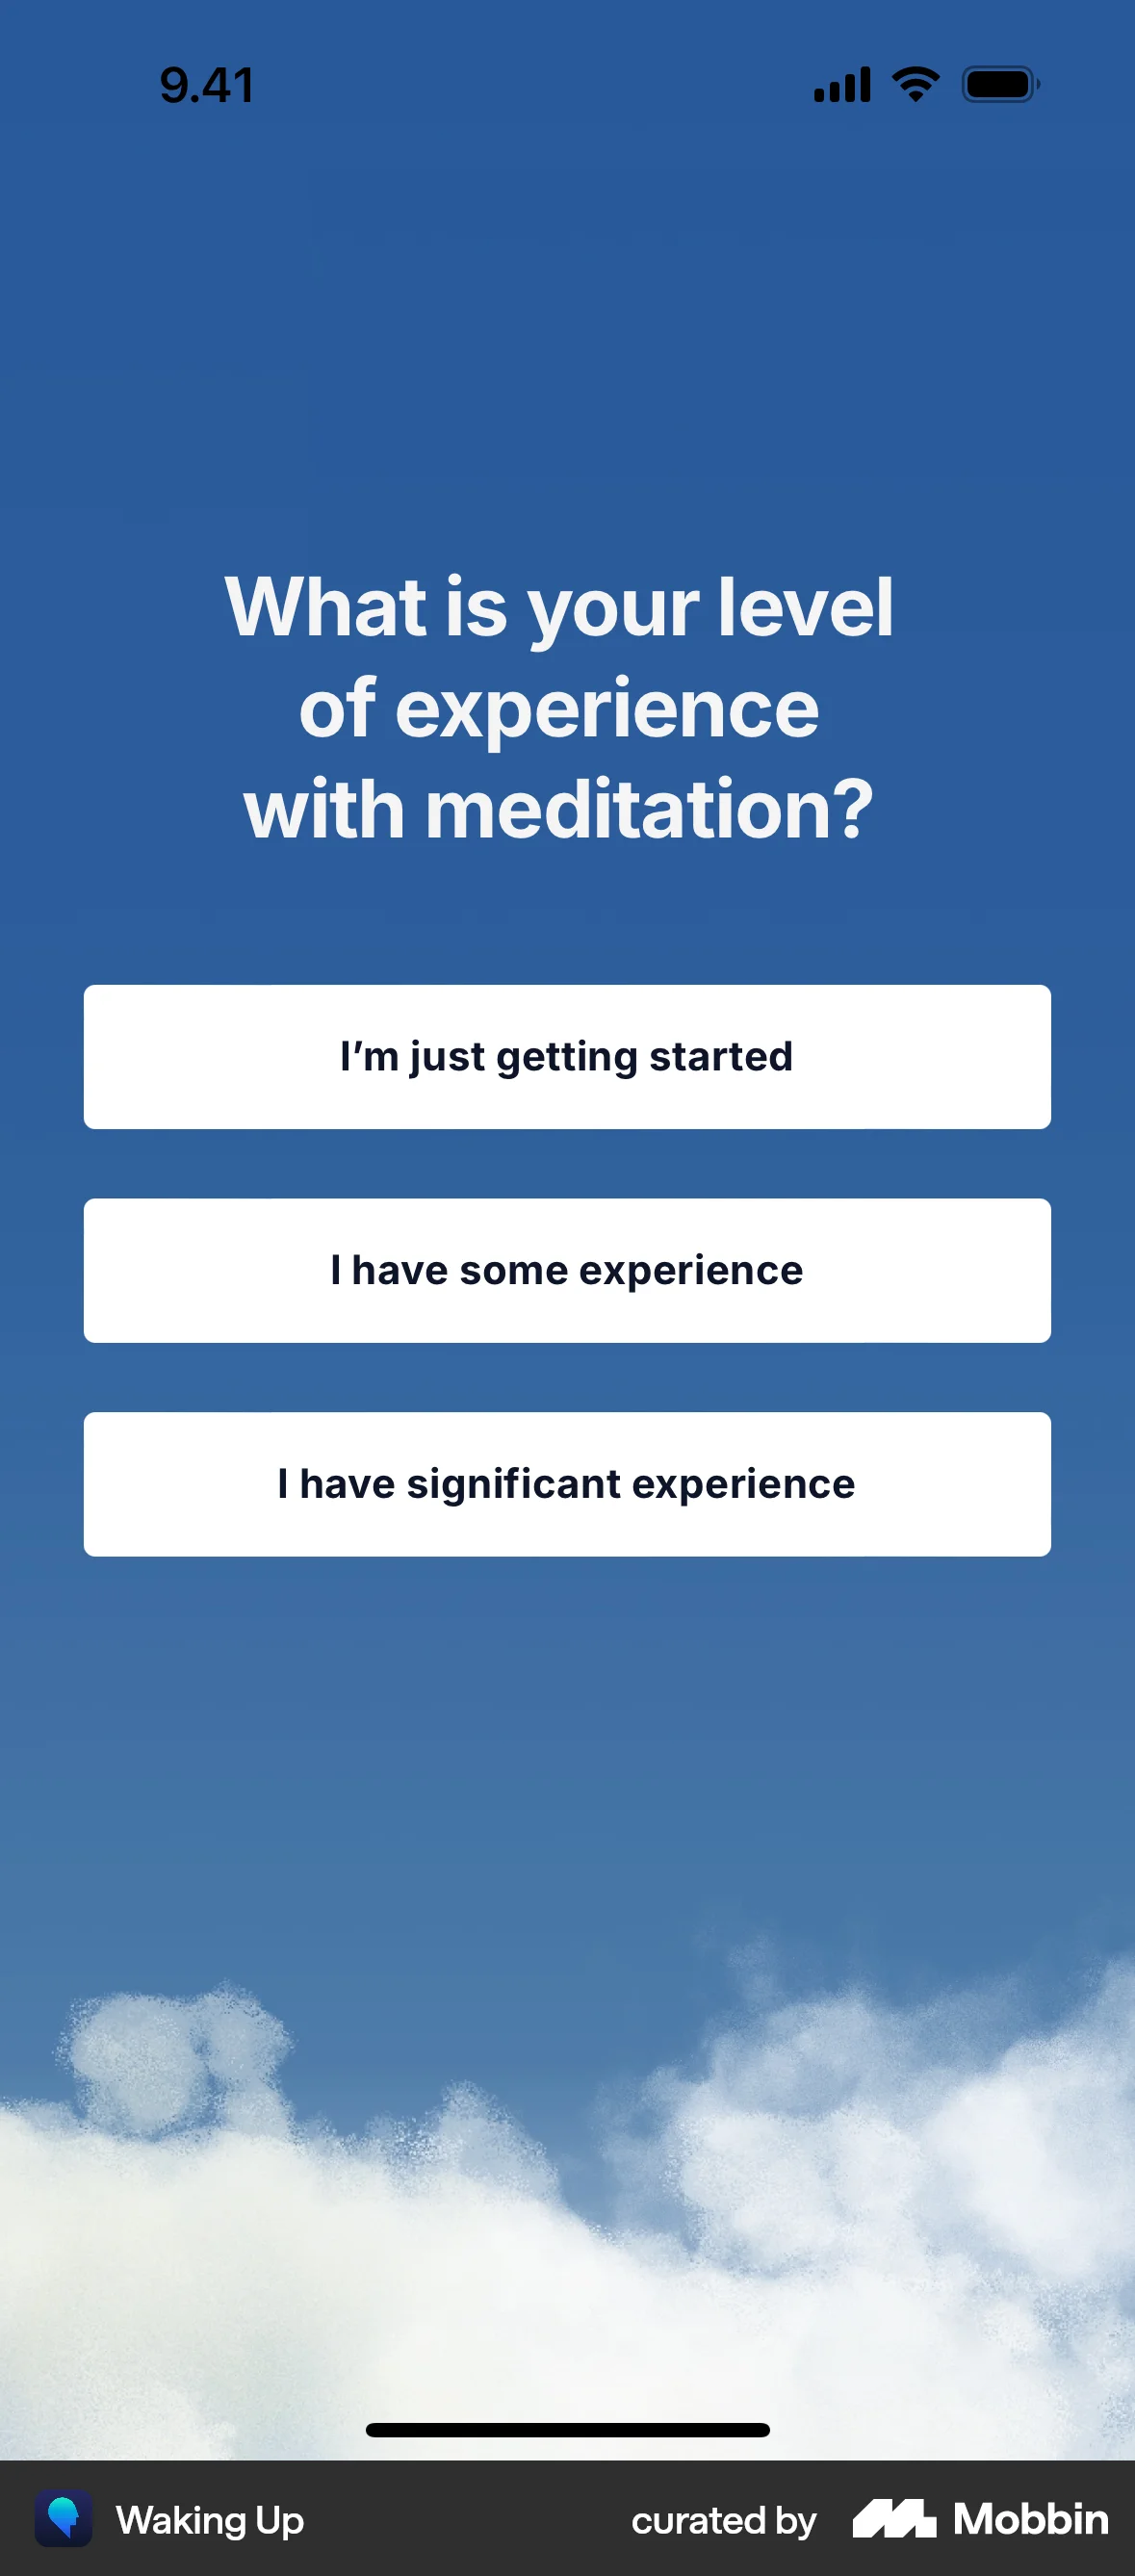 9.41
What is your level
of experience
with meditation?
I’m just getting started
I have some experience
I have significant experience
Waking Up
curated by Mobbin